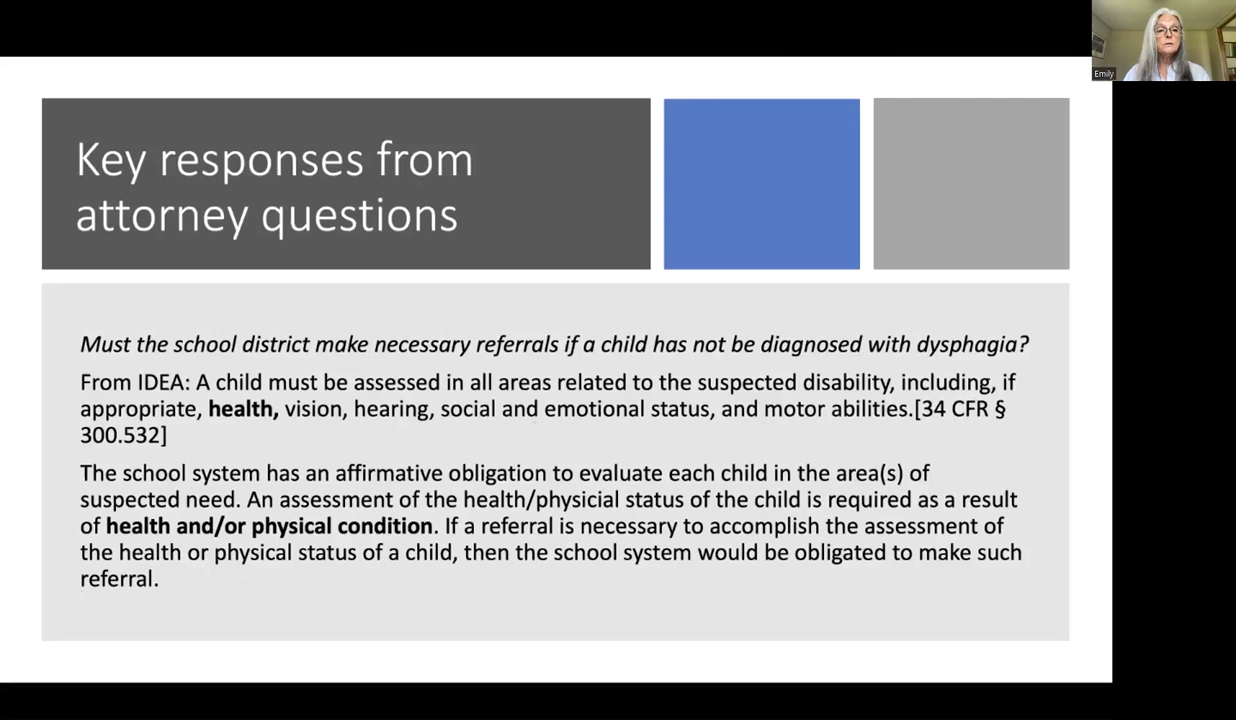 Emily
Key responses from
attorney questions
Must the school district make necessary referrals if a child has not be diagnosed with dysphagia?
From IDEA: A child must be assessed in all areas related to the suspected disability, including, if
appropriate, health, vision, hearing, social and emotional status, and motor abilities.[34 CFR §
300.532]
The school system has an affirmative obligation to evaluate each child in the area(s) of
suspected need. An assessment of the health/physicial status of the child is required as a result
of health and/or physical condition. If a referral is necessary to accomplish the assessment of
the health or physical status of a child, then the school system would be obligated to make such
referral.